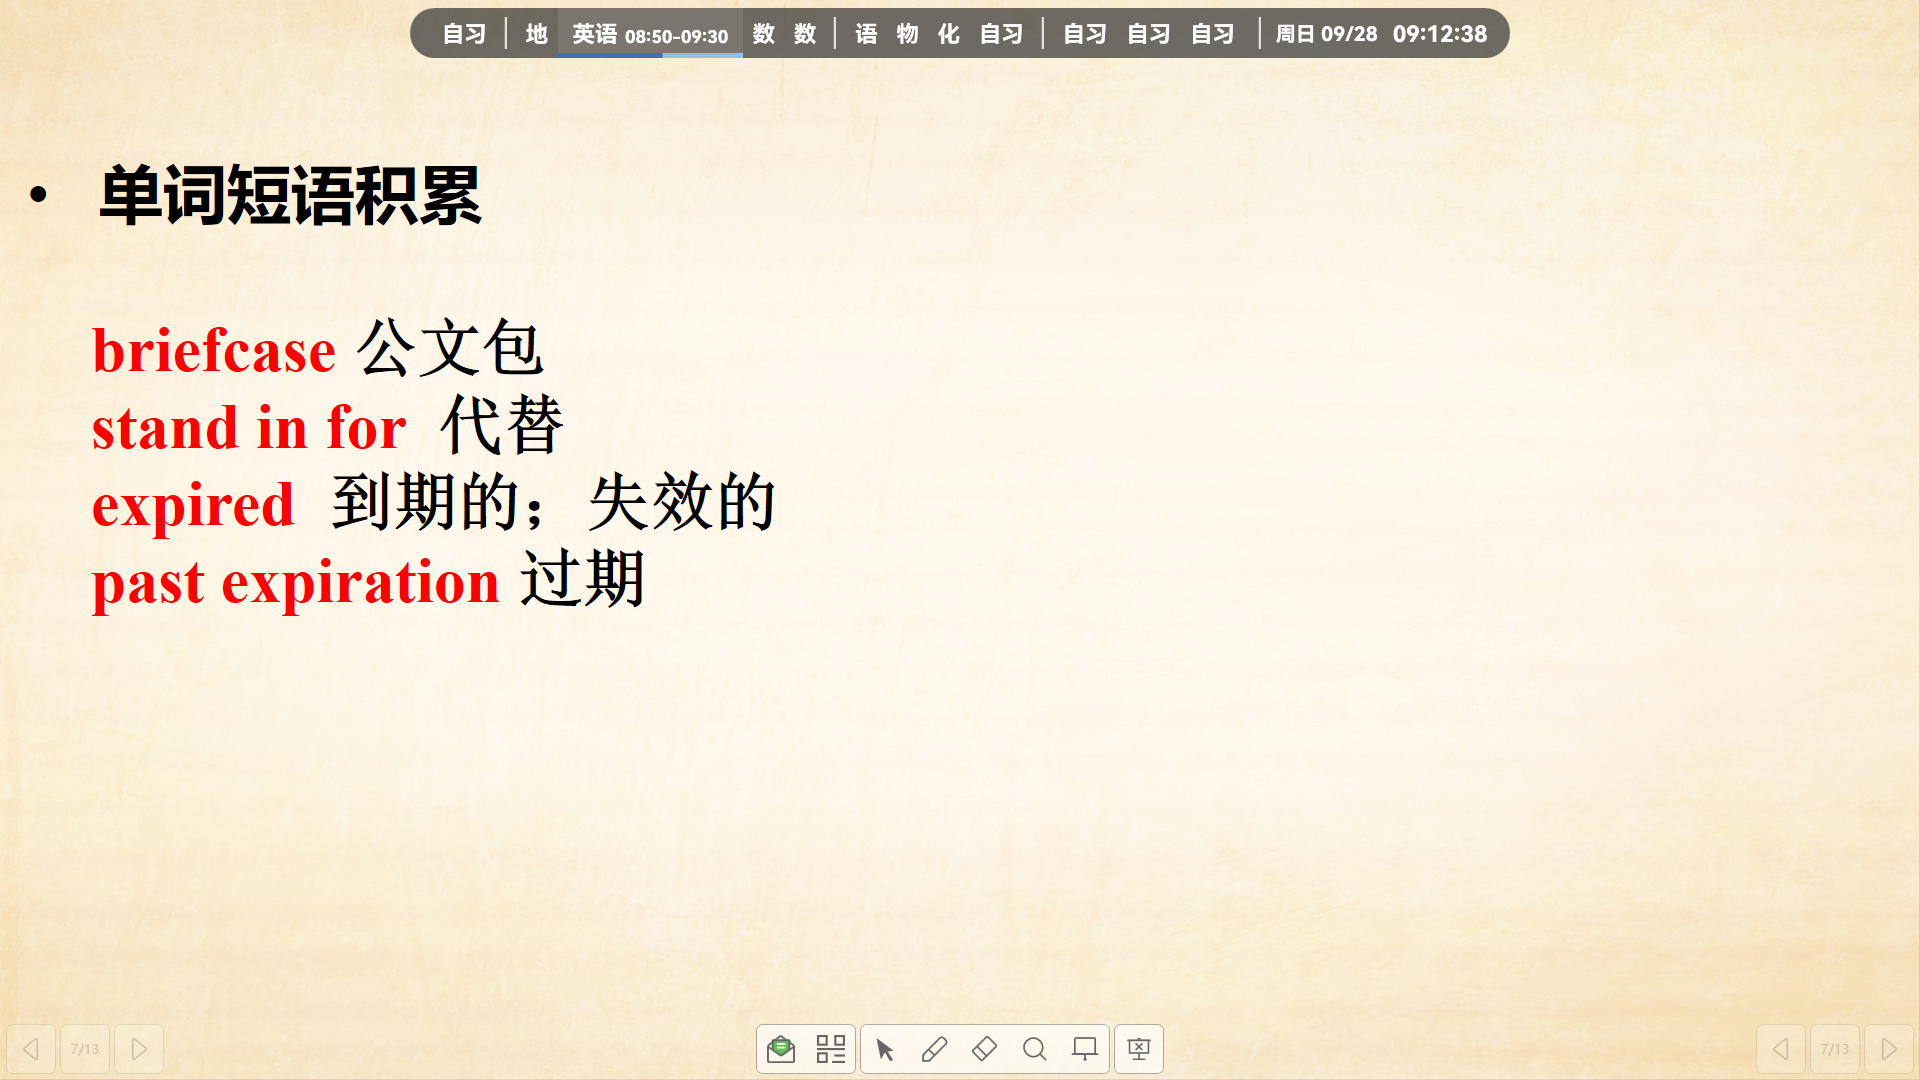 自习 | 地 英语 08:50-09:30 数 数 | 语 物 化 自习 | 自习 自习 自习 | 周日 09/28 09:12:38
• 单词短语积累
briefcase 公文包
stand in for 代替
expired 到期的；失效的
past expiration 过期
7/13
7/13